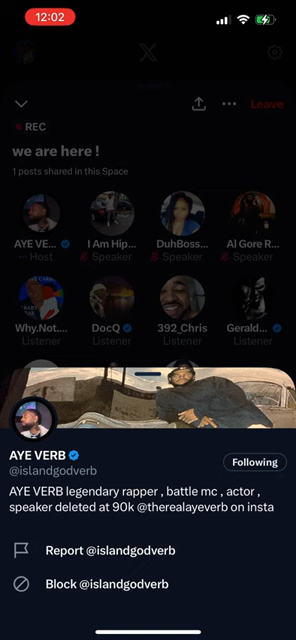 12:02
X
Leave
REC
we are here !
1 posts shared in this Space
AYE VE... I Am Hip... DuhBoss... Al Gore R...
Host Speaker Speaker Speaker
Why.Not.... DocQ 392_Chris Gerald...
Listener Listener Listener Listener
AYE VERB
Following
@islandgodverb
AYE VERB legendary rapper , battle mc , actor ,
speaker deleted at 90k @therealayeverb on insta
Report @islandgodverb
Block @islandgodverb